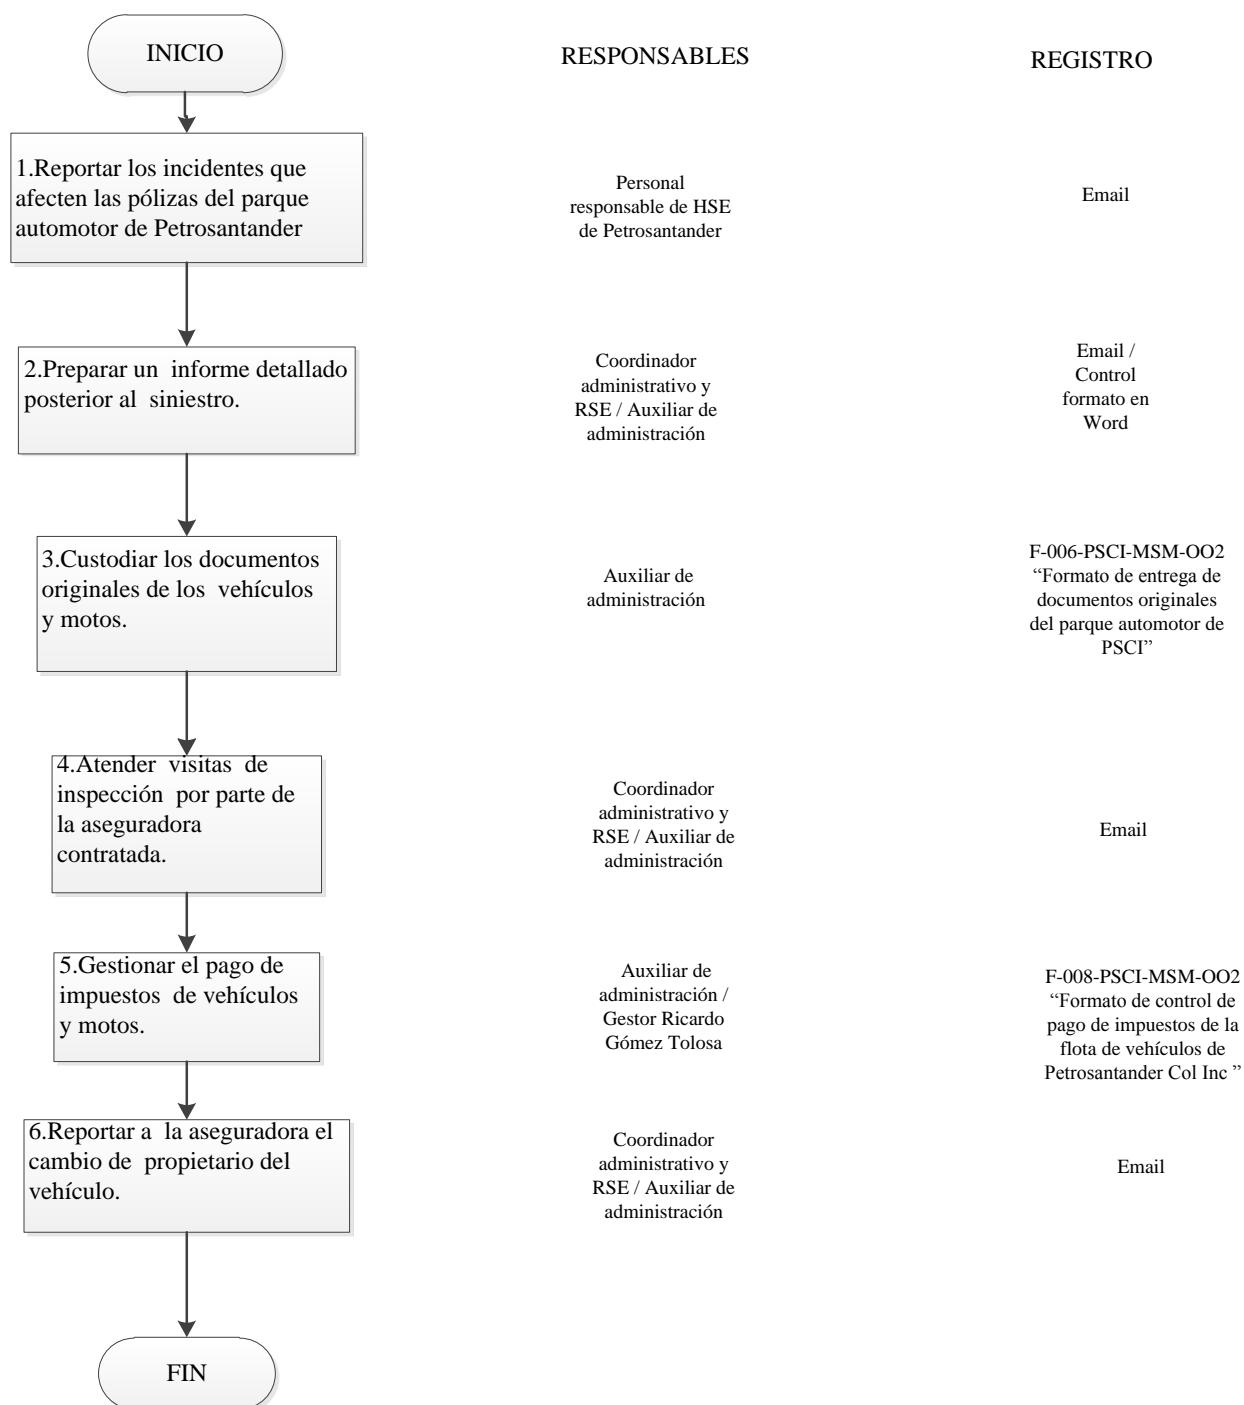 INICIO
RESPONSABLES
REGISTRO
1.Reportar los incidentes que
afecten las pólizas del parque
automotor de Petrosantander
Personal
responsable de HSE
de Petrosantander
Email
2.Preparar un informe detallado
posterior al siniestro.
Coordinador
administrativo y
RSE / Auxiliar de
administración
Email /
Control
formato en
Word
3.Custodiar los documentos
originales de los vehículos
y motos.
Auxiliar de
administración
F-006-PSCI-MSM-OO2
“Formato de entrega de
documentos originales
del parque automotor de
PSCI”
4.Atender visitas de
inspección por parte de
la aseguradora
contratada.
Coordinador
administrativo y
RSE / Auxiliar de
administración
Email
5.Gestionar el pago de
impuestos de vehículos
y motos.
Auxiliar de
administración /
Gestor Ricardo
Gómez Tolosa
F-008-PSCI-MSM-OO2
“Formato de control de
pago de impuestos de la
flota de vehículos de
Petrosantander Col Inc ”
6.Reportar a la aseguradora el
cambio de propietario del
vehículo.
Coordinador
administrativo y
RSE / Auxiliar de
administración
Email
FIN